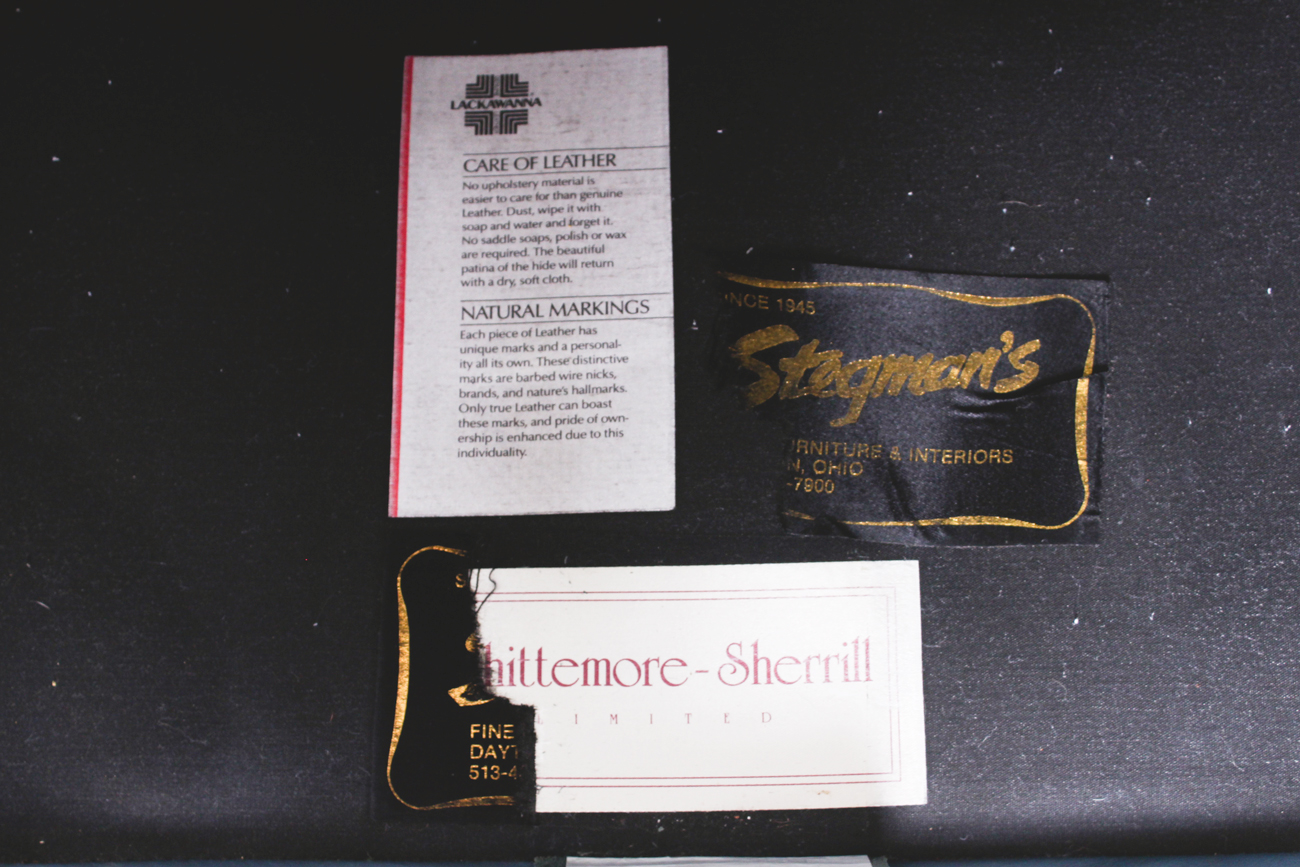 LACKAWANNA
CARE OF LEATHER
No upholstery material is
easier to care for than genuine
Leather. Dust, wipe it with
soap and water and forget it.
No saddle soaps, polish or wax
are required. The beautiful
patina of the hide will return
with a dry, soft cloth.
NATURAL MARKINGS
Each piece of Leather has
unique marks and a personal-
ity all its own. These distinctive
marks are barbed wire nicks,
brands, and nature's hallmarks.
Only true Leather can boast
these marks, and pride of own-
ership is enhanced due to this
individuality.
INCE 1945
Stegman's
URNITURE & INTERIORS
N, OHIO
-7900
S
FINE
DAYT
513-4
hittemore-Sherrill
LIMITED